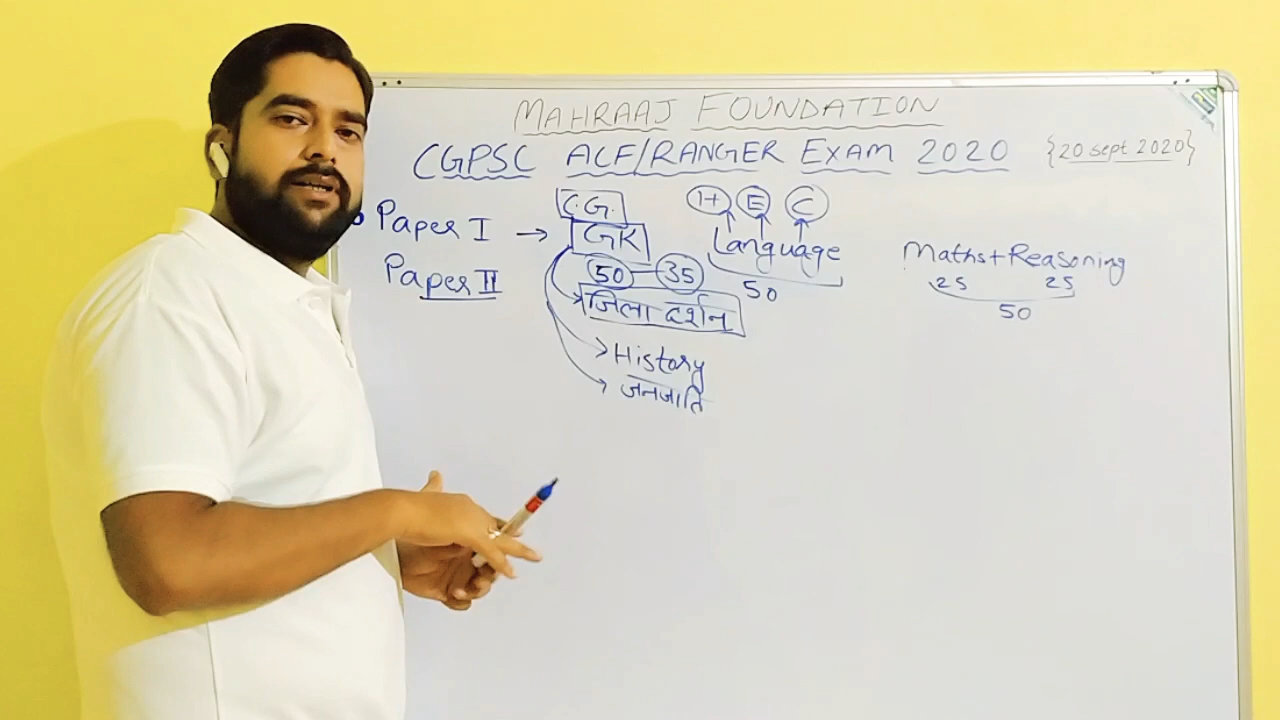 MAHRAAJ FOUNDATION
CGPSC ACF/RANGER EXAM 2020 {20 sept 2020}
Paper I → C.G. GK
Paper II
50 - 35
जिला दर्शन
History
जनजाति
H E C
Language
50
Maths+Reasoning
25 25
50